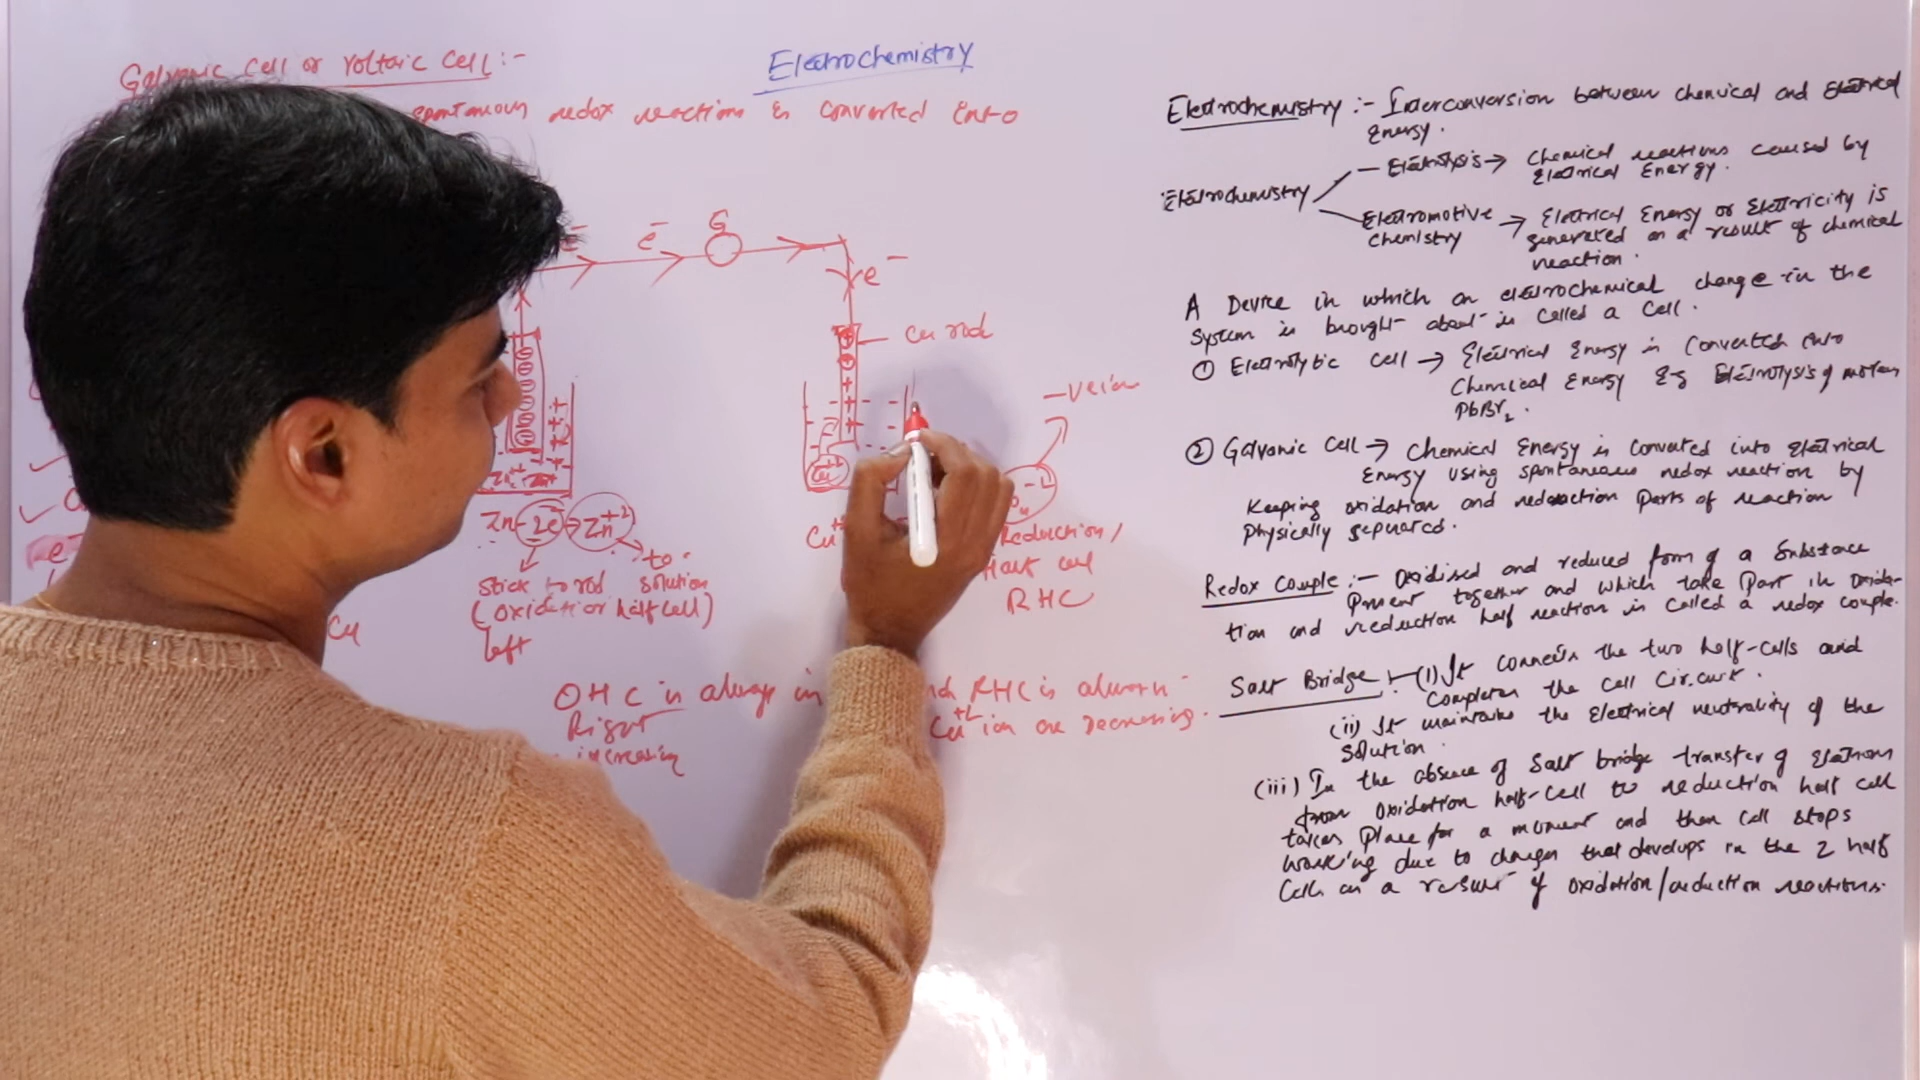 Electrochemistry
Galvanic Cell or Voltaic Cell :-
spontaneous redox reaction is converted into
e⁻ e⁻ G
e⁻
Cu rod
-ve ion
Zn-2e⁻→Zn⁺²
to
stick to rod solution
(oxidation half cell)
left
Cu
Reduction/
Half cell
RHC
OHC is always in RHC is always
Right Cu⁺² ion are decreasing.
increasing
Electrochemistry :- Interconversion between chemical and Electrical
Energy.
Electrochemistry
- Electrolysis → Chemical reactions caused by
Electrical Energy.
Electromotive → Electrical Energy or Electricity is
chemistry generated as a result of chemical
reaction.
A Device in which an electrochemical change in the
system is brought about is called a cell.
① Electrolytic cell → Electrical Energy is Converted into
Chemical Energy Eg Electrolysis of molten
PbBr₂.
② Galvanic Cell → Chemical Energy is Converted into Electrical
Energy using spontaneous redox reaction by
Keeping oxidation and reduction parts of reaction
Physically separated.
Redox Couple :- Oxidised and reduced form of a Substance
Present together and which take Part in Oxida-
tion and reduction half reaction is called a redox couple.
Salt Bridge :- (i) It connects the two half-cells and
Completes the cell circuit.
(ii) It maintains the Electrical neutrality of the
solution.
(iii) In the absence of Salt bridge transfer of Electrons
from oxidation half-cell to reduction half cell
takes place for a moment and then cell stops
working due to charges that develops in the 2 half
Cells as a result of oxidation/reduction reactions.